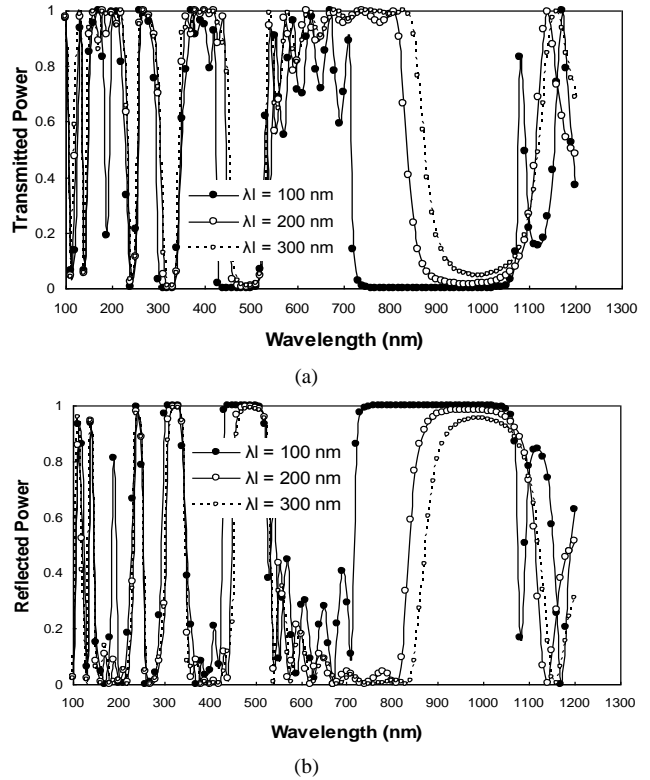 Transmitted Power
1
0.8
0.6
0.4
0.2
0
λl = 100 nm
λl = 200 nm
λl = 300 nm
100 200 300 400 500 600 700 800 900 1000 1100 1200 1300
Wavelength (nm)
(a)
Reflected Power
1
0.8
0.6
0.4
0.2
0
λl = 100 nm
λl = 200 nm
λl = 300 nm
100 200 300 400 500 600 700 800 900 1000 1100 1200 1300
Wavelength (nm)
(b)